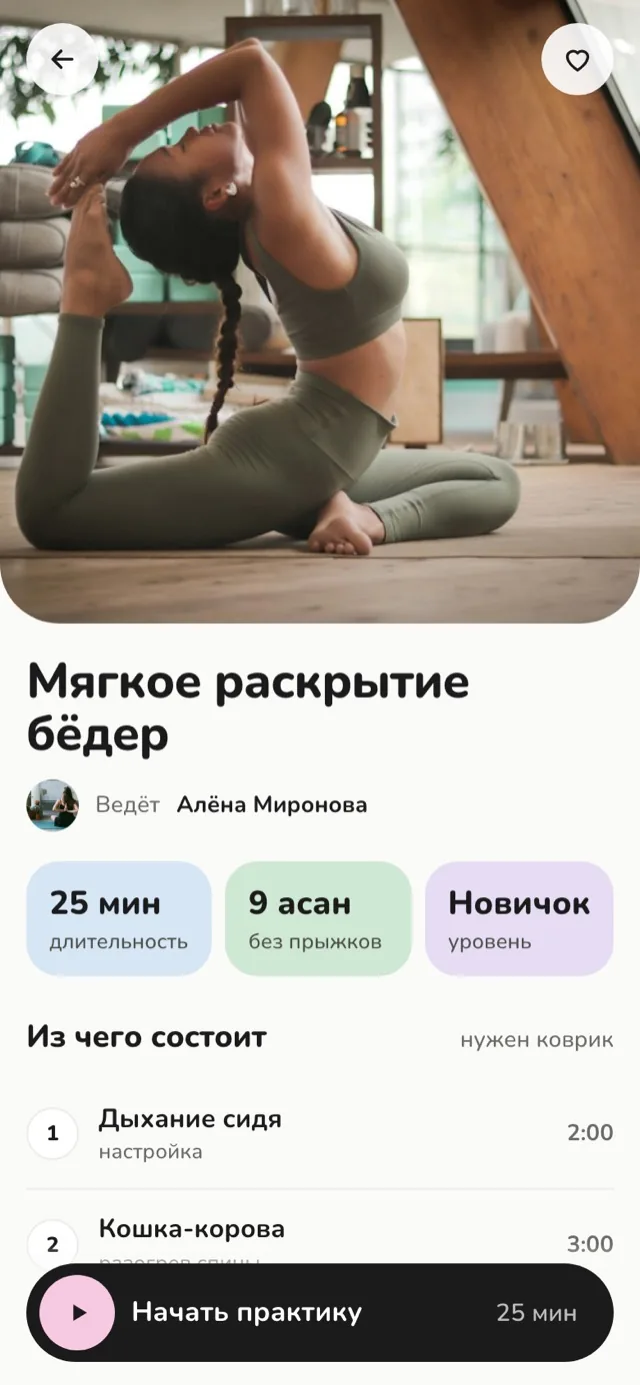 Мягкое раскрытие
бёдер
Ведёт Алёна Миронова
25 мин
длительность
9 асан
без прыжков
Новичок
уровень
Из чего состоит
нужен коврик
1
Дыхание сидя
2:00
настройка
2
Кошка-корова
3:00
Начать практику
25 мин